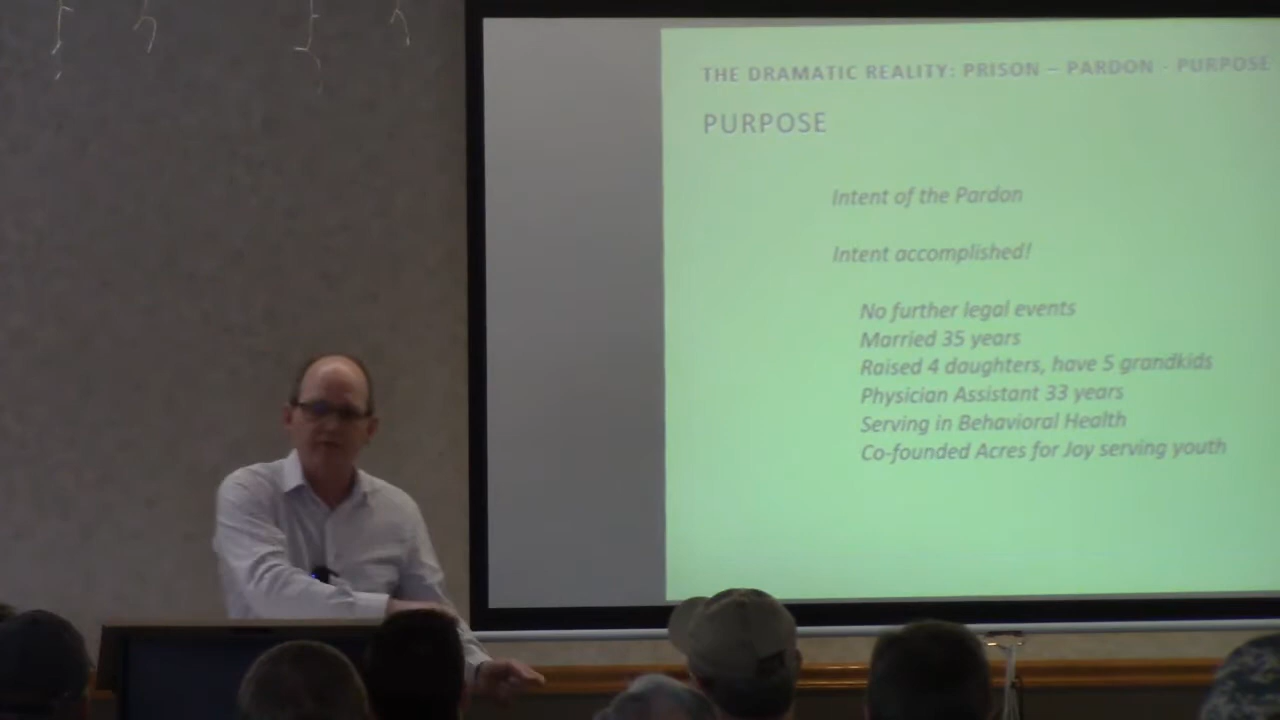 THE DRAMATIC REALITY: PRISON – PARDON - PURPOSE
PURPOSE
Intent of the Pardon
Intent accomplished!
No further legal events
Married 35 years
Raised 4 daughters, have 5 grandkids
Physician Assistant 33 years
Serving in Behavioral Health
Co-founded Acres for Joy serving youth